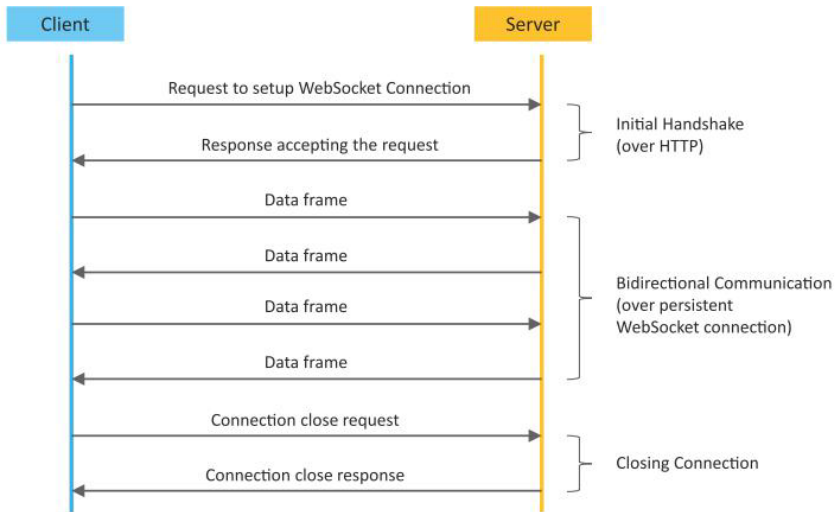 Client
Server
Request to setup WebSocket Connection
Response accepting the request
Initial Handshake
(over HTTP)
Data frame
Data frame
Data frame
Data frame
Bidirectional Communication
(over persistent
WebSocket connection)
Connection close request
Connection close response
Closing Connection